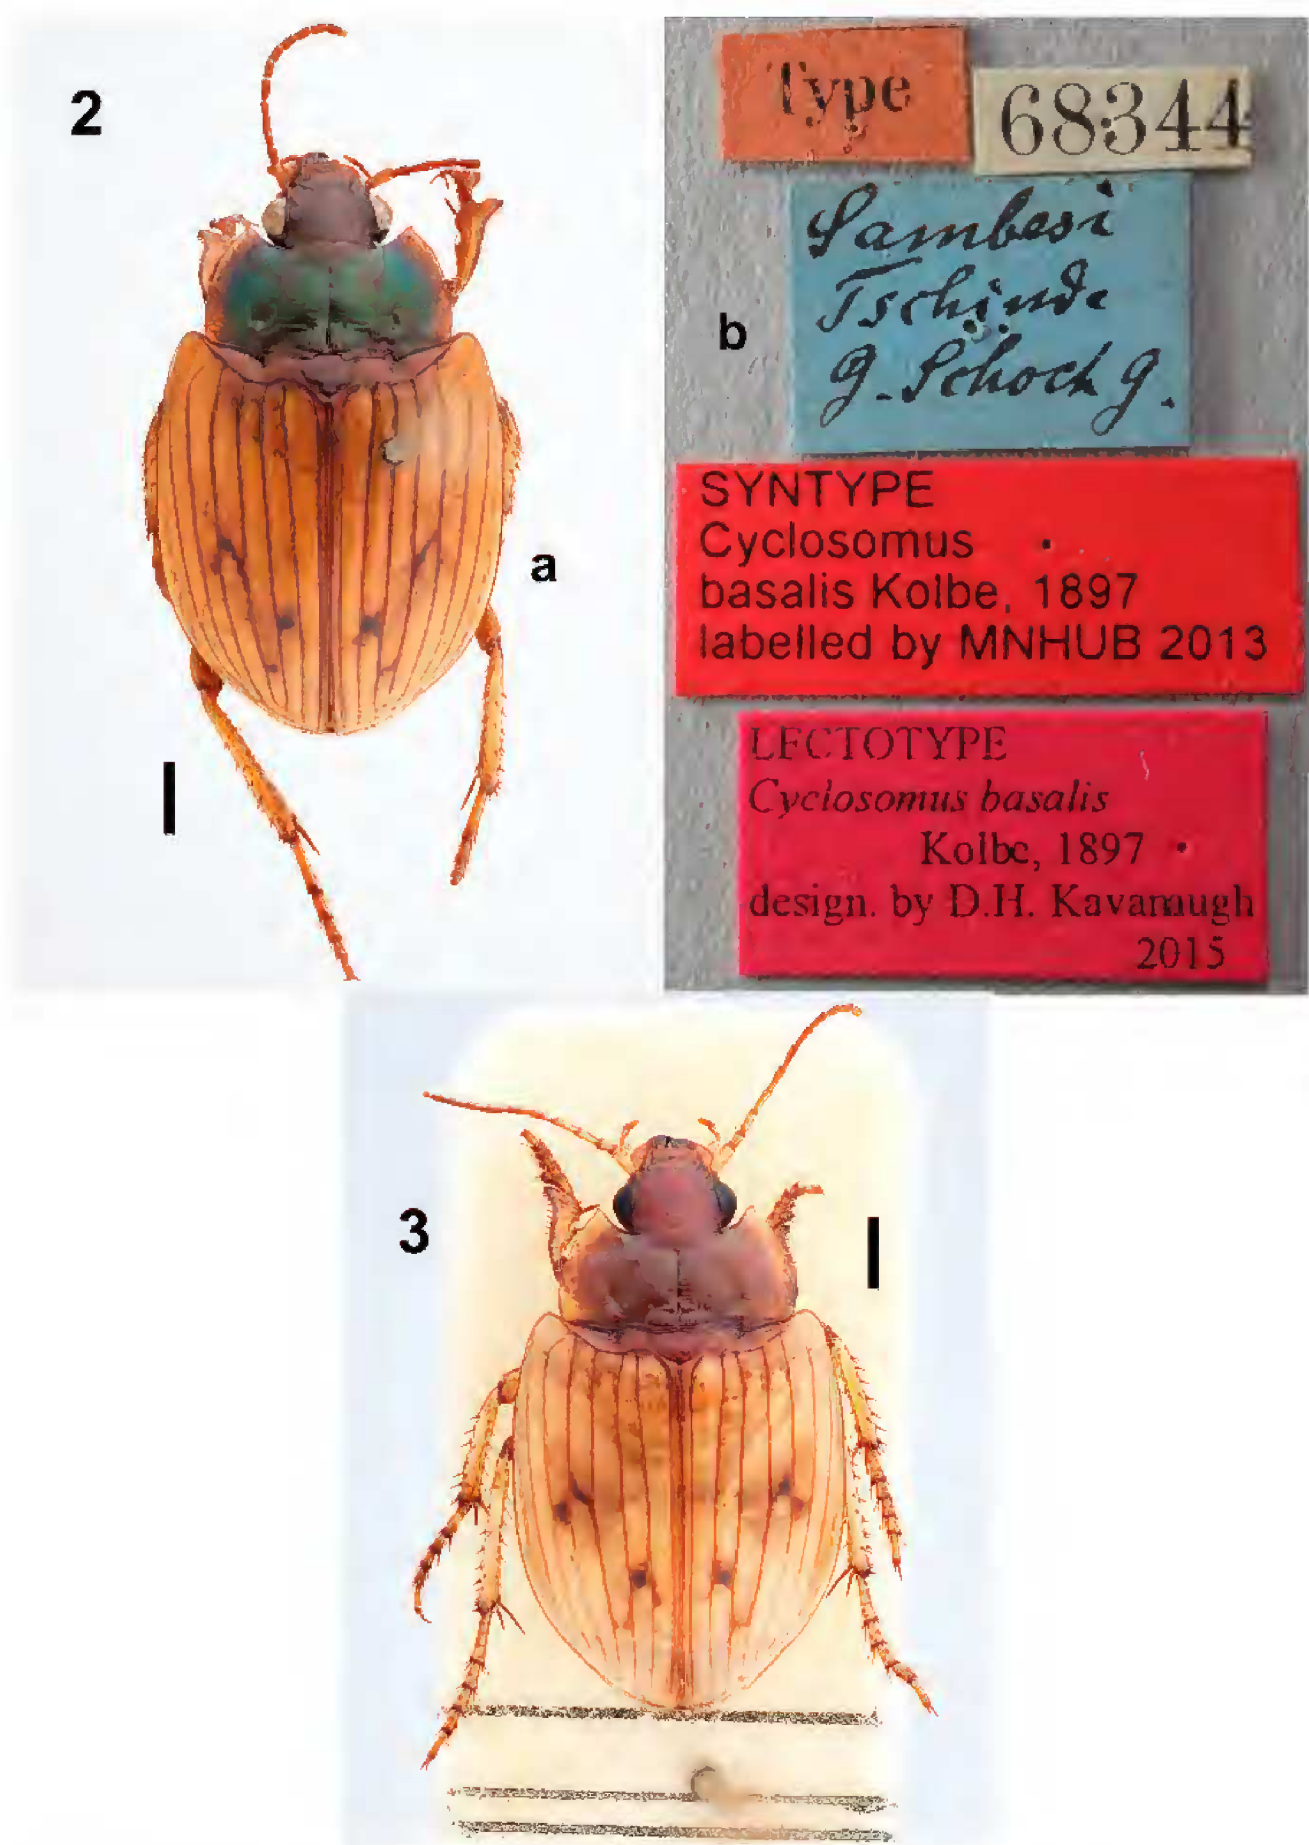 2
Type
68344
Sambesi
Tschinde
G. Schoch G.
b
SYNTYPE
Cyclosomus
basalis Kolbe, 1897
labelled by MNHUB 2013
a
LECTOTYPE
Cyclosomus basalis
Kolbe, 1897
design. by D.H. Kavanaugh
2015
3